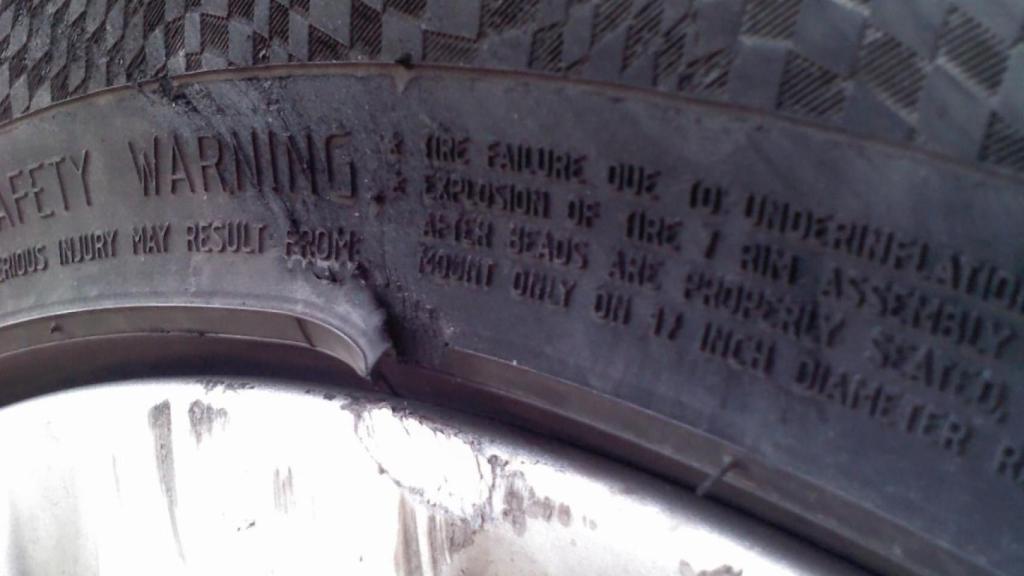 AFETY WARNING
ERIOUS INJURY MAY RESULT FROM:
TIRE FAILURE DUE TO UNDERINFLATION
EXPLOSION OF TIRE / RIM ASSEMBLY
AFTER BEADS ARE PROPERLY SEATED.
MOUNT ONLY ON 17 INCH DIAMETER R